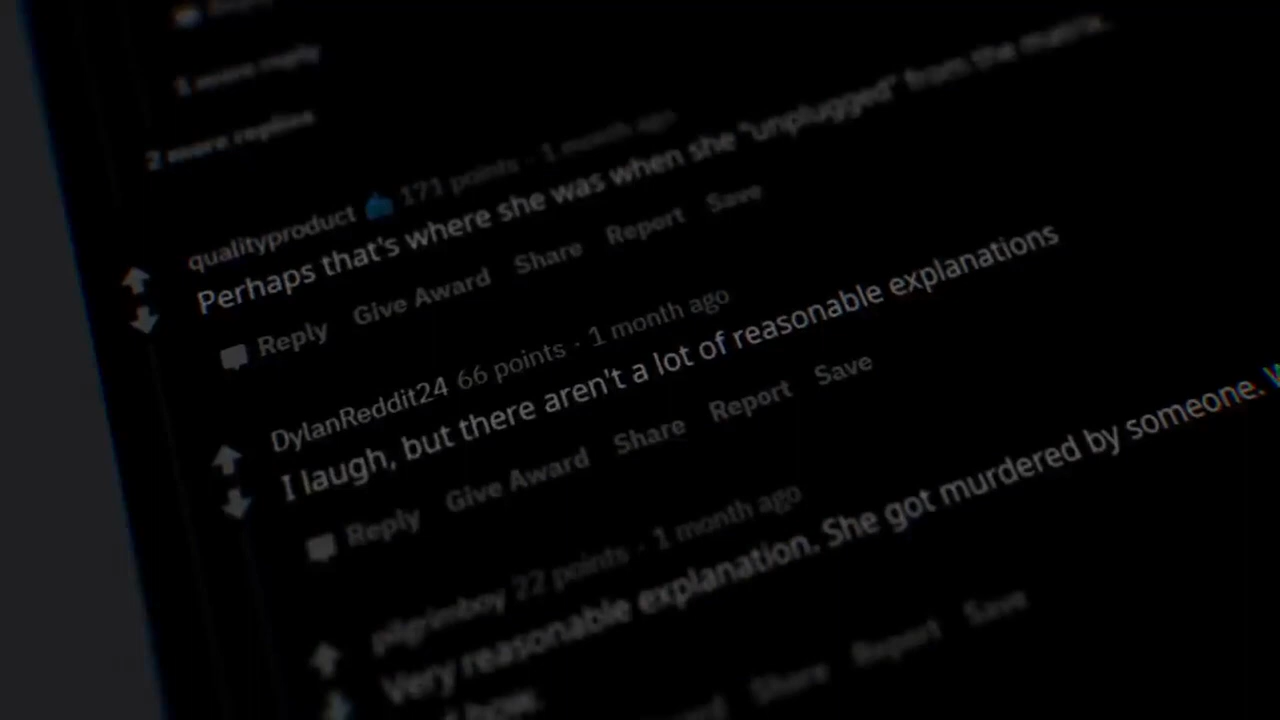 1 more reply
2 more replies
qualityproduct 171 points · 1 month ago
Perhaps that's where she was when she "unplugged" from the matrix.
Reply Give Award Share Report Save
DylanReddit24 66 points · 1 month ago
I laugh, but there aren't a lot of reasonable explanations
Reply Give Award Share Report Save
pilgrimboy 22 points · 1 month ago
Very reasonable explanation. She got murdered by someone.
how.
Share Report Save